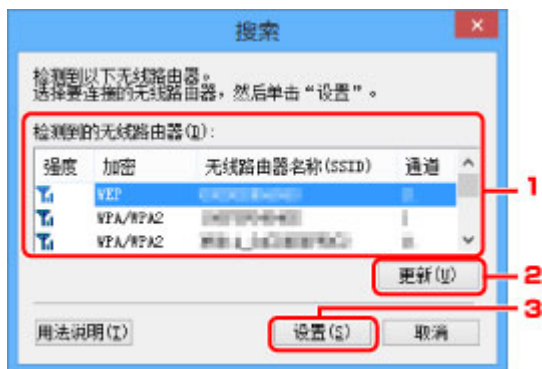 搜索
检测到以下无线路由器。
选择要连接的无线路由器，然后单击“设置”。
检测到的无线路由器(D):
强度 加密 无线路由器名称(SSID) 通道
WEP
WPA/WPA2
WPA/WPA2
1
更新(U)
2
3
用法说明(I) 设置(S) 取消